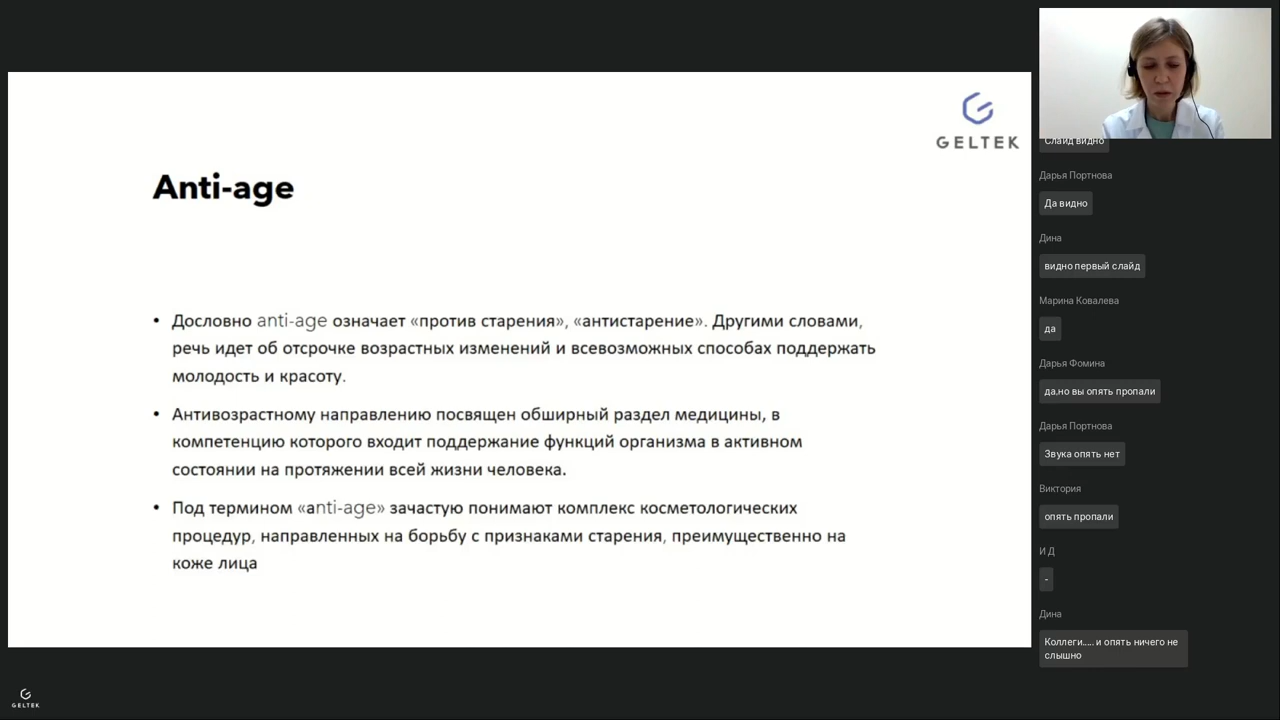 GELTEK
Anti-age
• Дословно anti-age означает «против старения», «антистарение». Другими словами,
речь идет об отсрочке возрастных изменений и всевозможных способах поддержать
молодость и красоту.
• Антивозрастному направлению посвящен обширный раздел медицины, в
компетенцию которого входит поддержание функций организма в активном
состоянии на протяжении всей жизни человека.
• Под термином «anti-age» зачастую понимают комплекс косметологических
процедур, направленных на борьбу с признаками старения, преимущественно на
коже лица
Слайд видно
Дарья Портнова
Да видно
Дина
видно первый слайд
Марина Ковалева
да
Дарья Фомина
да,но вы опять пропали
Дарья Портнова
Звука опять нет
Виктория
опять пропали
И Д
-
Дина
Коллеги.... и опять ничего не
слышно
GELTEK